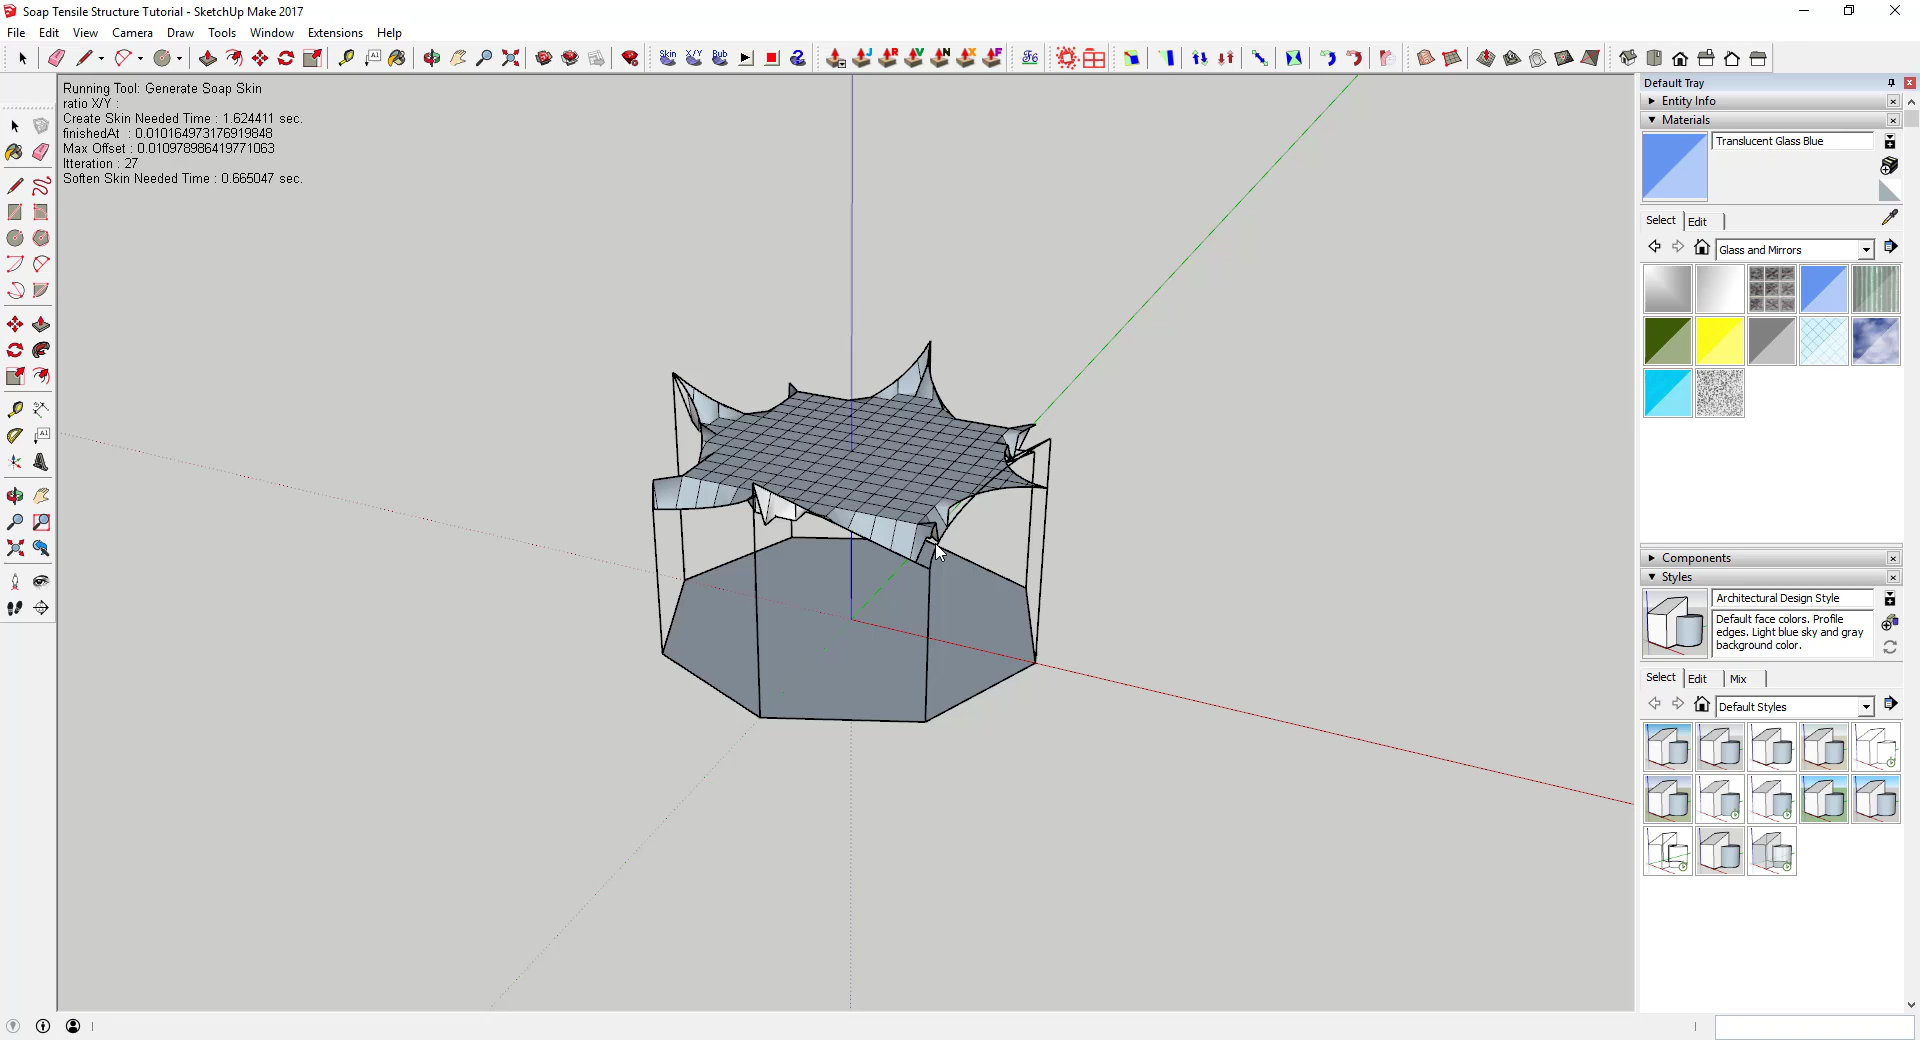 Soap Tensile Structure Tutorial - SketchUp Make 2017
File Edit View Camera Draw Tools Window Extensions Help
Skin X/Y Bub
J R V N X F
Running Tool: Generate Soap Skin
ratio X/Y :
Create Skin Needed Time : 1.624411 sec.
finishedAt : 0.010164973176919848
Max Offset : 0.010978986419771063
Itteration : 27
Soften Skin Needed Time : 0.665047 sec.
Default Tray
Entity Info
Materials
Translucent Glass Blue
Select Edit
Glass and Mirrors
Components
Styles
Architectural Design Style
Default face colors. Profile
edges. Light blue sky and gray
background color.
Select Edit Mix
Default Styles